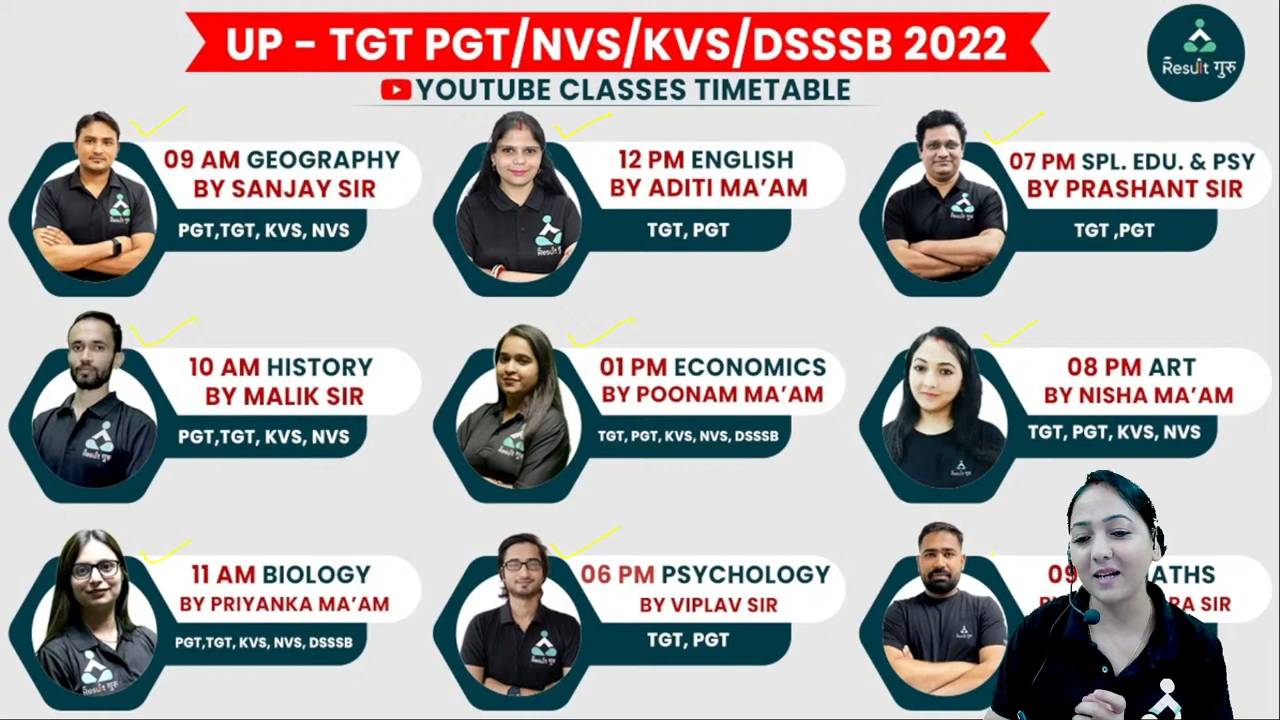 UP - TGT PGT/NVS/KVS/DSSSB 2022
YOUTUBE CLASSES TIMETABLE
Result गुरु
09 AM GEOGRAPHY
BY SANJAY SIR
PGT,TGT, KVS, NVS
12 PM ENGLISH
BY ADITI MA’AM
TGT, PGT
07 PM SPL. EDU. & PSY
BY PRASHANT SIR
TGT ,PGT
10 AM HISTORY
BY MALIK SIR
PGT,TGT, KVS, NVS
01 PM ECONOMICS
BY POONAM MA’AM
TGT, PGT, KVS, NVS, DSSSB
08 PM ART
BY NISHA MA’AM
TGT, PGT, KVS, NVS
11 AM BIOLOGY
BY PRIYANKA MA’AM
PGT,TGT, KVS, NVS, DSSSB
06 PM PSYCHOLOGY
BY VIPLAV SIR
TGT, PGT
09
SIR